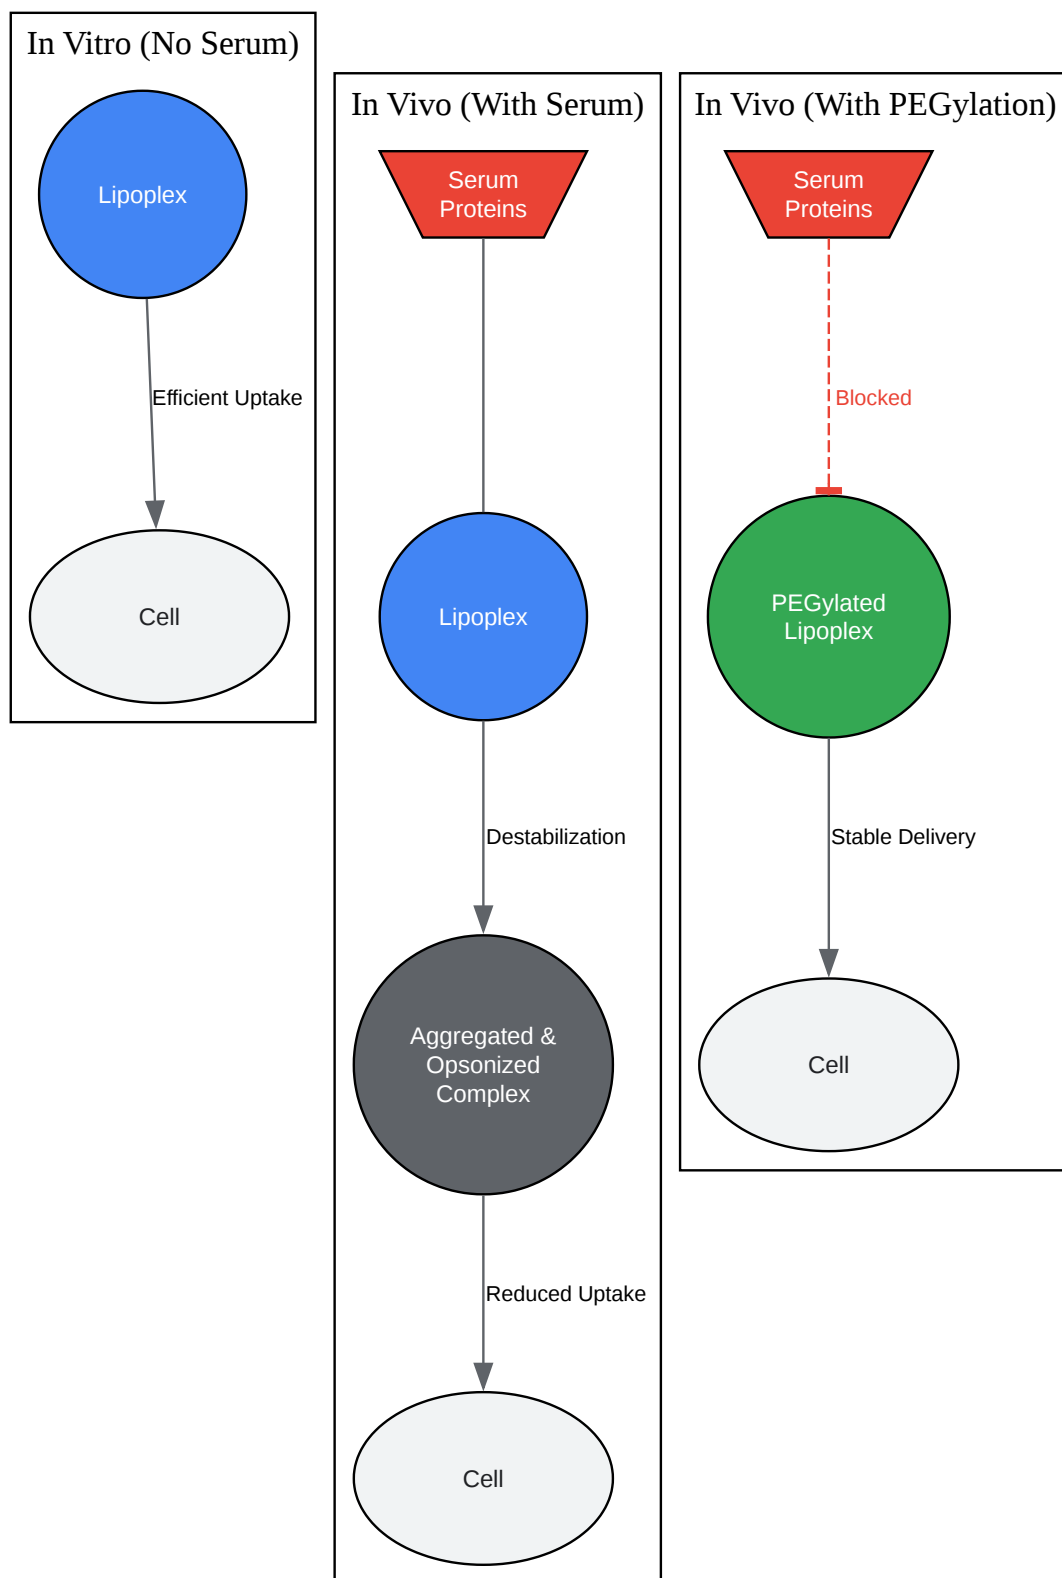 In Vitro (No Serum)
Lipoplex
Efficient Uptake
Cell
In Vivo (With Serum)
Serum
Proteins
Lipoplex
Destabilization
Aggregated &
Opsonized
Complex
Reduced Uptake
Cell
In Vivo (With PEGylation)
Serum
Proteins
Blocked
PEGylated
Lipoplex
Stable Delivery
Cell